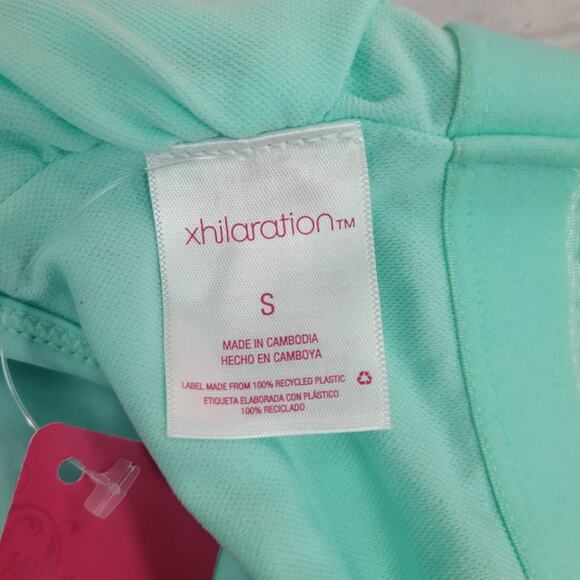 xhilaration™
S
MADE IN CAMBODIA
HECHO EN CAMBOYA
LABEL MADE FROM 100% RECYCLED PLASTIC
ETIQUETA ELABORADA CON PLÁSTICO
100% RECICLADO